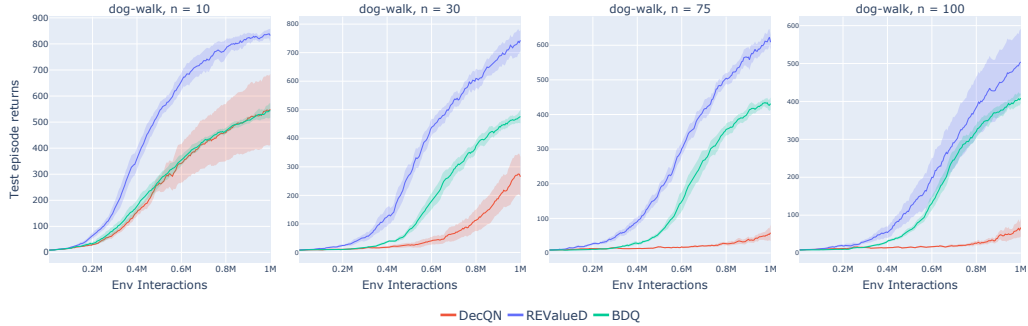 dog-walk, n = 10
dog-walk, n = 30
dog-walk, n = 75
dog-walk, n = 100
Test episode returns
900
800
700
600
500
400
300
200
100
0
800
700
600
500
400
300
200
100
0
600
500
400
300
200
100
0
600
500
400
300
200
100
0
0.2M 0.4M 0.6M 0.8M 1M
0.2M 0.4M 0.6M 0.8M 1M
0.2M 0.4M 0.6M 0.8M 1M
0.2M 0.4M 0.6M 0.8M 1M
Env Interactions
Env Interactions
Env Interactions
Env Interactions
DecQN REValueD BDQ